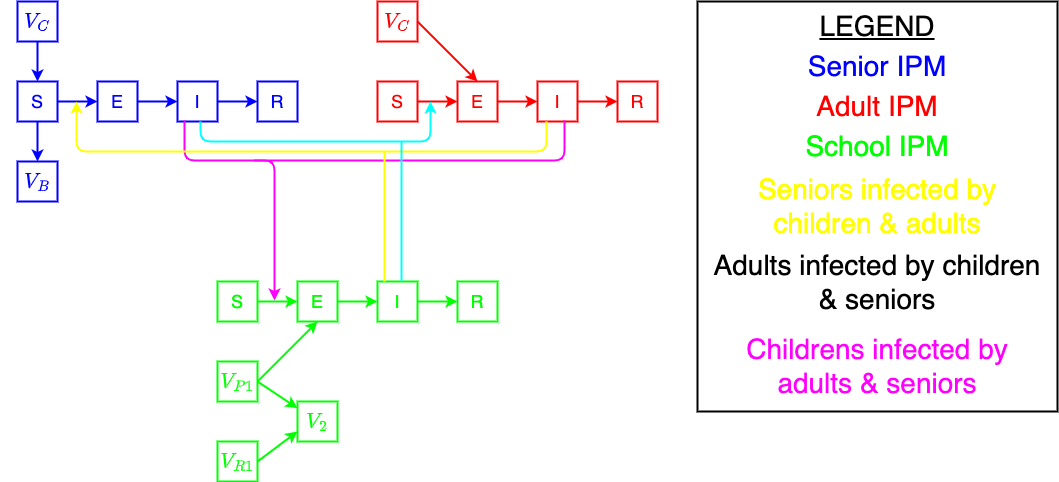 V_C
V_C
LEGEND
Senior IPM
S E I R
S E I R
Adult IPM
School IPM
V_B
Seniors infected by
children & adults
Adults infected by children
& seniors
S E I R
Childrens infected by
adults & seniors
V_{P1}
V_2
V_{R1}